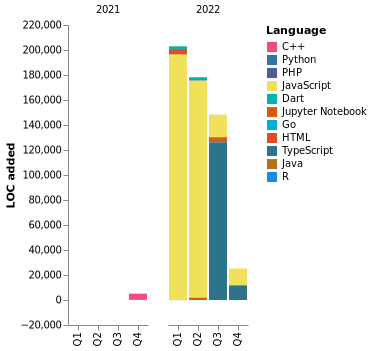 2021
2022
220,000
200,000
180,000
160,000
140,000
120,000
100,000
80,000
60,000
40,000
20,000
0
−20,000
LOC added
Q1
Q2
Q3
Q4
Q1
Q2
Q3
Q4
Language
C++
Python
PHP
JavaScript
Dart
Jupyter Notebook
Go
HTML
TypeScript
Java
R